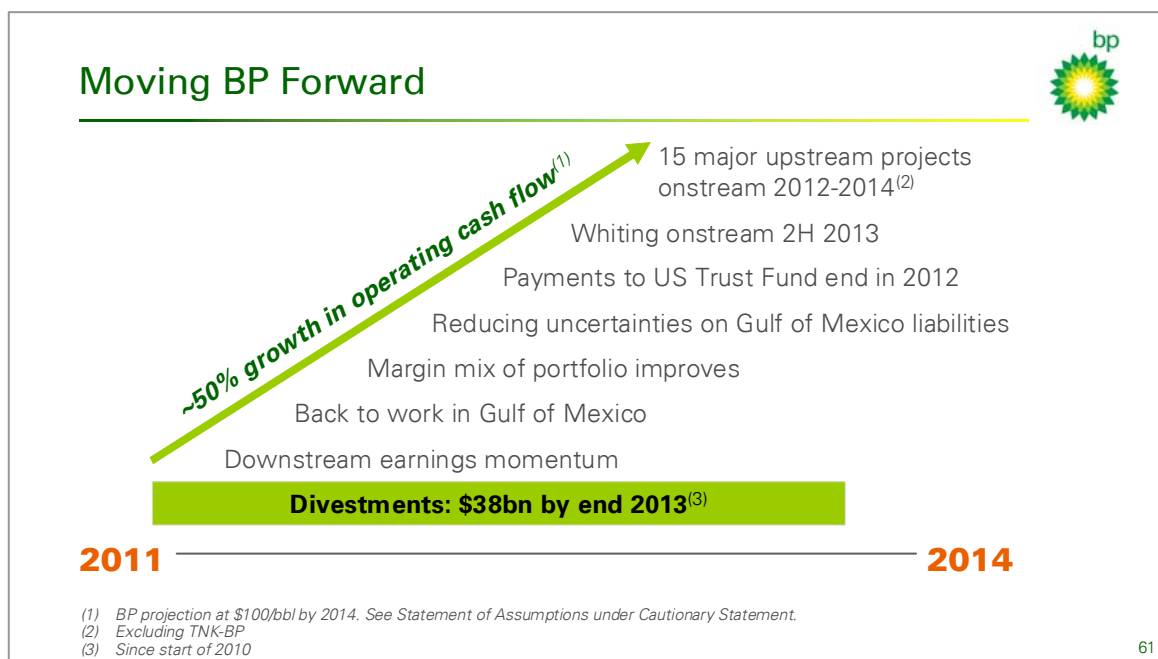 bp
Moving BP Forward
~50% growth in operating cash flow(1)
15 major upstream projects
onstream 2012-2014(2)
Whiting onstream 2H 2013
Payments to US Trust Fund end in 2012
Reducing uncertainties on Gulf of Mexico liabilities
Margin mix of portfolio improves
Back to work in Gulf of Mexico
Downstream earnings momentum
Divestments: $38bn by end 2013(3)
2011
2014
(1) BP projection at $100/bbl by 2014. See Statement of Assumptions under Cautionary Statement.
(2) Excluding TNK-BP
(3) Since start of 2010
61